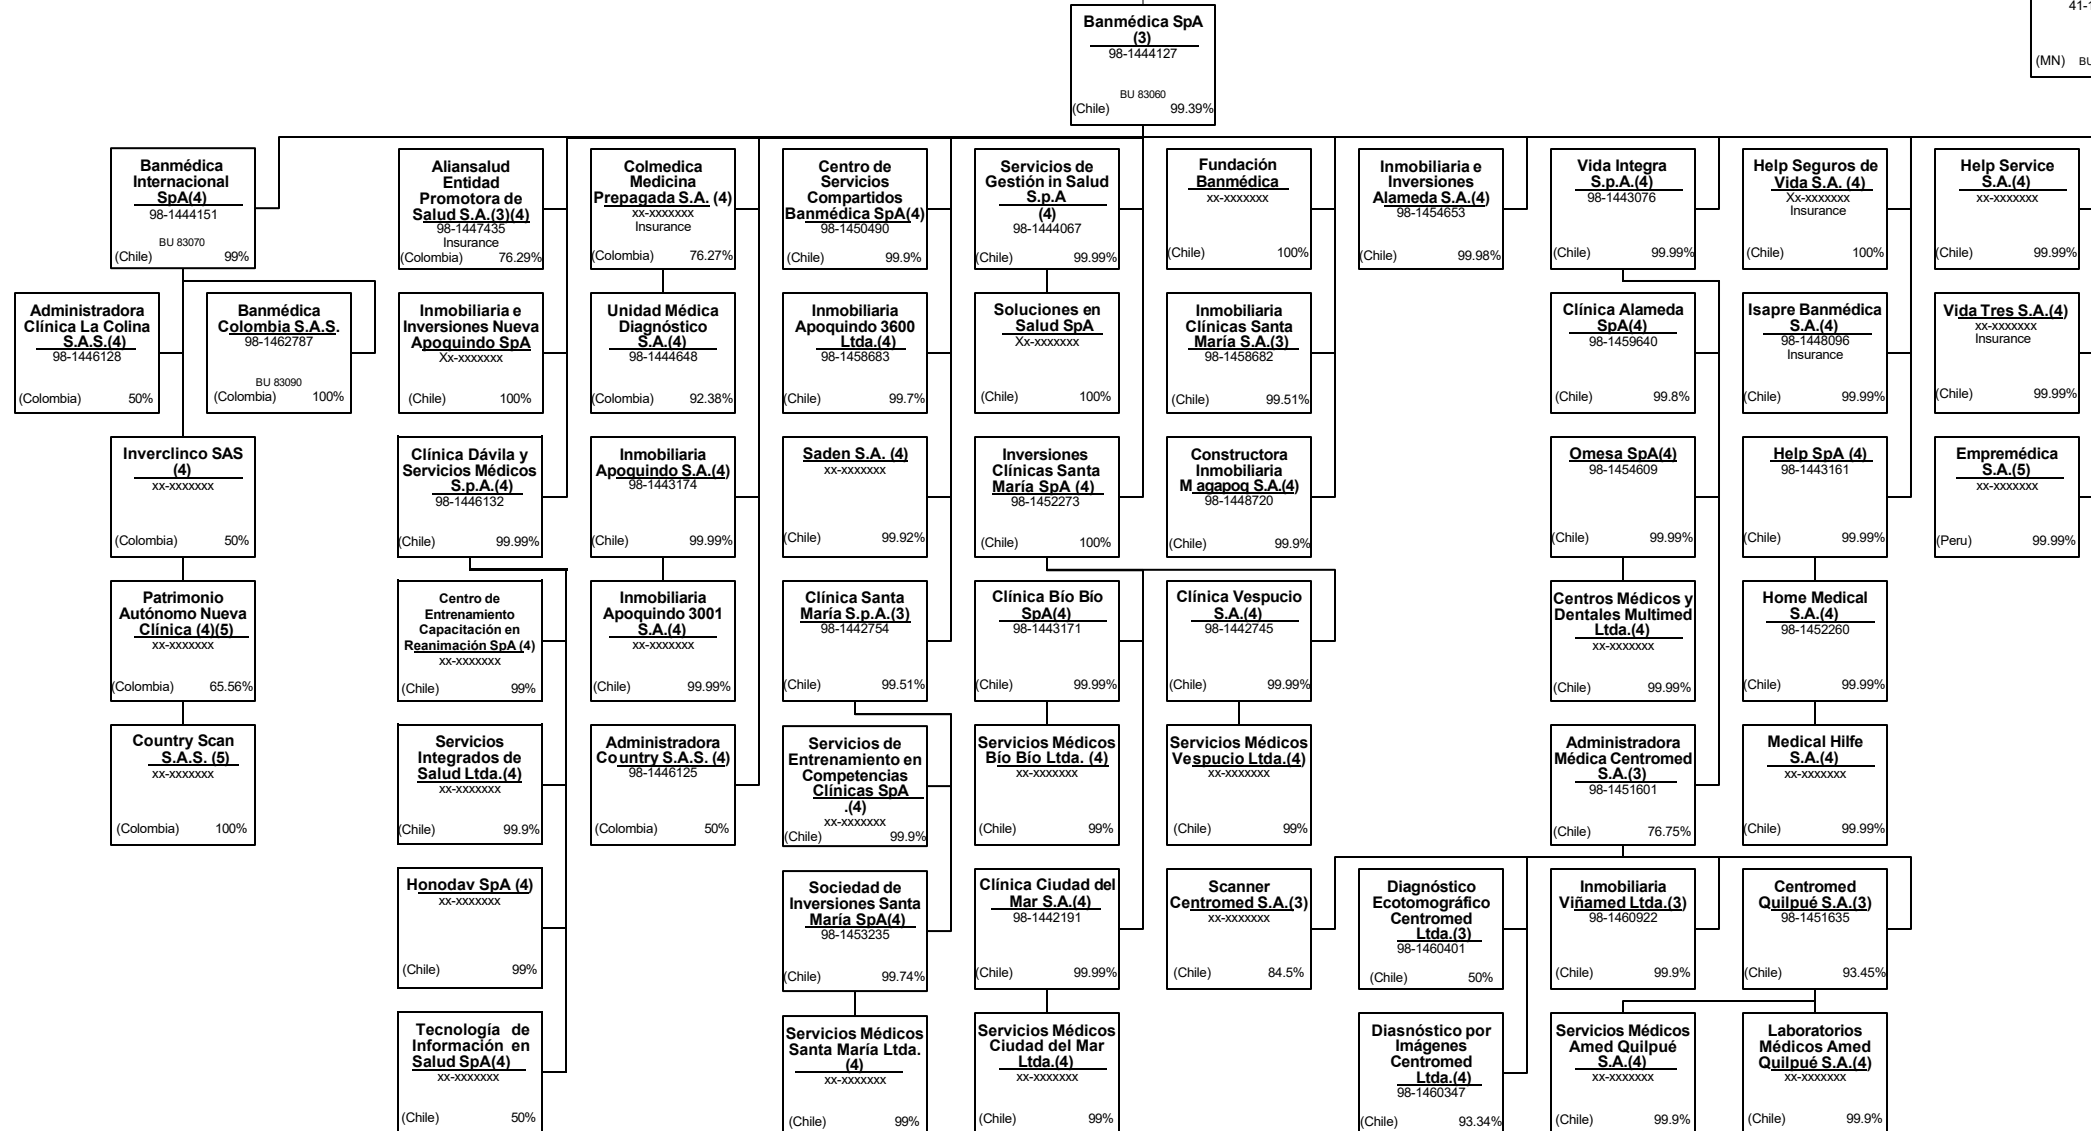 41-1
(MN) BU
Banmédica SpA
(3)
98-1444127
BU 83060
(Chile) 99.39%
Banmédica
Internacional
SpA(4)
98-1444151
BU 83070
(Chile) 99%
Aliansalud
Entidad
Promotora de
Salud S.A.(3)(4)
98-1447435
Insurance
(Colombia) 76.29%
Colmedica
Medicina
Prepagada S.A. (4)
xx-xxxxxxx
Insurance
(Colombia) 76.27%
Centro de
Servicios
Compartidos
Banmédica SpA(4)
98-1450490
(Chile) 99.9%
Servicios de
Gestión in Salud
S.p.A
(4)
98-1444067
(Chile) 99.99%
Fundación
Banmédica
xx-xxxxxxx
(Chile) 100%
Inmobiliaria e
Inversiones
Alameda S.A.(4)
98-1454653
(Chile) 99.98%
Vida Integra
S.p.A.(4)
98-1443076
(Chile) 99.99%
Help Seguros de
Vida S.A. (4)
Xx-xxxxxxx
Insurance
(Chile) 100%
Help Service
S.A.(4)
xx-xxxxxxx
(Chile) 99.99%
Administradora
Clínica La Colina
S.A.S.(4)
98-1446128
(Colombia) 50%
Banmédica
Colombia S.A.S.
98-1462787
BU 83090
(Colombia) 100%
Inmobiliaria e
Inversiones Nueva
Apoquindo SpA
Xx-xxxxxxx
(Chile) 100%
Unidad Médica
Diagnóstico
S.A.(4)
98-1444648
(Colombia) 92.38%
Inmobiliaria
Apoquindo 3600
Ltda.(4)
98-1458683
(Chile) 99.7%
Soluciones en
Salud SpA
Xx-xxxxxxx
(Chile) 100%
Inmobiliaria
Clínicas Santa
María S.A.(3)
98-1458682
(Chile) 99.51%
Clínica Alameda
SpA(4)
98-1459640
(Chile) 99.8%
Isapre Banmédica
S.A.(4)
98-1448096
Insurance
(Chile) 99.99%
Vida Tres S.A.(4)
xx-xxxxxxx
Insurance
(Chile) 99.99%
Inverclinco SAS
(4)
xx-xxxxxxx
(Colombia) 50%
Clínica Dávila y
Servicios Médicos
S.p.A.(4)
98-1446132
(Chile) 99.99%
Inmobiliaria
Apoquindo S.A.(4)
98-1443174
(Chile) 99.99%
Saden S.A. (4)
xx-xxxxxxx
(Chile) 99.92%
Inversiones
Clínicas Santa
María SpA (4)
98-1452273
(Chile) 100%
Constructora
Inmobiliaria
Magapoq S.A.(4)
98-1448720
(Chile) 99.9%
Omesa SpA(4)
98-1454609
(Chile) 99.99%
Help SpA (4)
98-1443161
(Chile) 99.99%
Empremédica
S.A.(5)
xx-xxxxxxx
(Peru) 99.99%
Patrimonio
Autónomo Nueva
Clínica (4)(5)
xx-xxxxxxx
(Colombia) 65.56%
Centro de
Entrenamiento
Capacitación en
Reanimación SpA (4)
xx-xxxxxxx
(Chile) 99%
Inmobiliaria
Apoquindo 3001
S.A.(4)
xx-xxxxxxx
(Chile) 99.99%
Clínica Santa
María S.p.A.(3)
98-1442754
(Chile) 99.51%
Clínica Bío Bío
SpA(4)
98-1443171
(Chile) 99.99%
Clínica Vespucio
S.A.(4)
98-1442745
(Chile) 99.99%
Centros Médicos y
Dentales Multimed
Ltda.(4)
xx-xxxxxxx
(Chile) 99.99%
Home Medical
S.A.(4)
98-1452260
(Chile) 99.99%
Country Scan
S.A.S. (5)
xx-xxxxxxx
(Colombia) 100%
Servicios
Integrados de
Salud Ltda.(4)
xx-xxxxxxx
(Chile) 99.9%
Administradora
Country S.A.S. (4)
98-1446125
(Colombia) 50%
Servicios de
Entrenamiento en
Competencias
Clínicas SpA
.(4)
xx-xxxxxxx
(Chile) 99.9%
Servicios Médicos
Bío Bío Ltda. (4)
xx-xxxxxxx
(Chile) 99%
Servicios Médicos
Vespucio Ltda.(4)
xx-xxxxxxx
(Chile) 99%
Administradora
Médica Centromed
S.A.(3)
98-1451601
(Chile) 76.75%
Medical Hilfe
S.A.(4)
xx-xxxxxxx
(Chile) 99.99%
Honodav SpA (4)
xx-xxxxxxx
(Chile) 99%
Sociedad de
Inversiones Santa
María SpA(4)
98-1453235
(Chile) 99.74%
Clínica Ciudad del
Mar S.A.(4)
98-1442191
(Chile) 99.99%
Scanner
Centromed S.A.(3)
xx-xxxxxxx
(Chile) 84.5%
Diagnóstico
Ecotomográfico
Centromed
Ltda.(3)
98-1460401
(Chile) 50%
Inmobiliaria
Viñamed Ltda.(3)
98-1460922
(Chile) 99.9%
Centromed
Quilpué S.A.(3)
98-1451635
(Chile) 93.45%
Tecnología de
Información en
Salud SpA(4)
xx-xxxxxxx
(Chile) 50%
Servicios Médicos
Santa María Ltda.
(4)
xx-xxxxxxx
(Chile) 99%
Servicios Médicos
Ciudad del Mar
Ltda.(4)
xx-xxxxxxx
(Chile) 99%
Diasnóstico por
Imágenes
Centromed
Ltda.(4)
98-1460347
(Chile) 93.34%
Servicios Médicos
Amed Quilpué
S.A.(4)
xx-xxxxxxx
(Chile) 99.9%
Laboratorios
Médicos Amed
Quilpué S.A.(4)
xx-xxxxxxx
(Chile) 99.9%